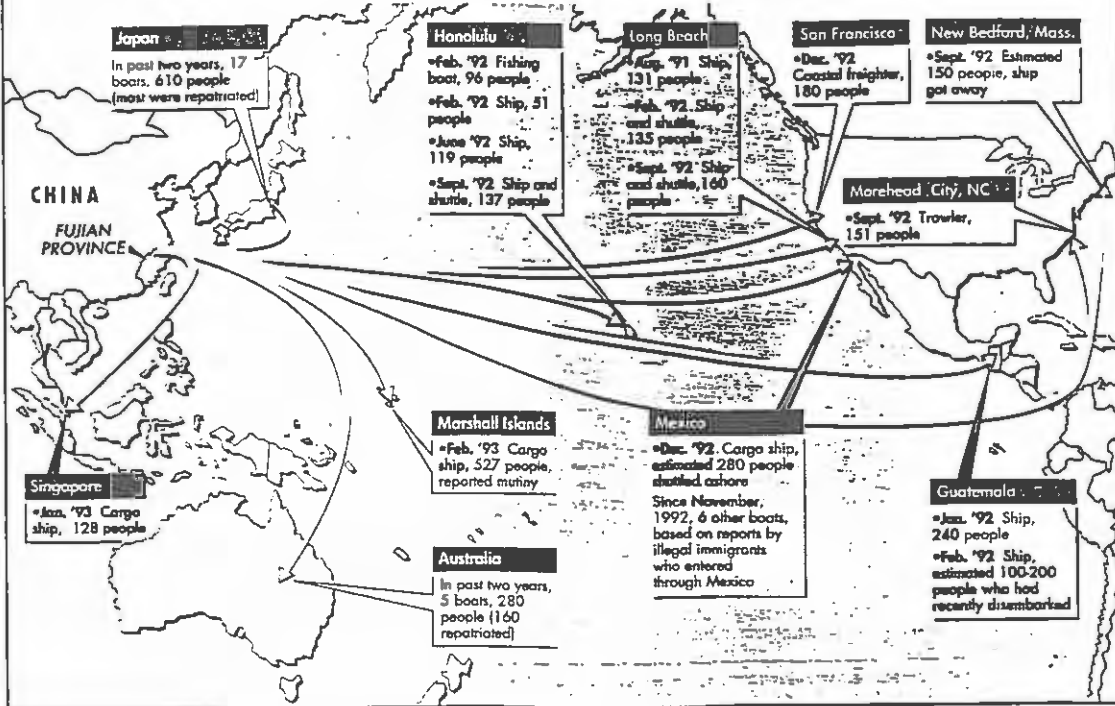 Japan
In past two years, 17
boats, 610 people
(most were repatriated)
Honolulu
•Feb. '92 Fishing
boat, 96 people
•Feb. '92 Ship, 51
people
•June '92 Ship,
119 people
•Sept. '92 Ship and
shuttle, 137 people
Long Beach
•Aug. '91 Ship,
131 people
•Feb. '92 Ship
and shuttle,
135 people
•Sept. '92 Ship
and shuttle, 160
people
San Francisco
•Dec. '92
Coastal freighter,
180 people
New Bedford, Mass.
•Sept. '92 Estimated
150 people, ship
got away
Morehead City, NC
•Sept. '92 Trawler,
151 people
CHINA
FUJIAN
PROVINCE
Singapore
•Jan. '93 Cargo
ship, 128 people
Marshall Islands
•Feb. '93 Cargo
ship, 527 people,
reported mutiny
Australia
In past two years,
5 boats, 280
people (160
repatriated)
Mexico
•Dec. '92 Cargo ship,
estimated 280 people
shuttled ashore
Since November,
1992, 6 other boats,
based on reports by
illegal immigrants
who entered
through Mexico
Guatemala
•Jan. '92 Ship,
240 people
•Feb. '92 Ship,
estimated 100-200
people who had
recently disembarked